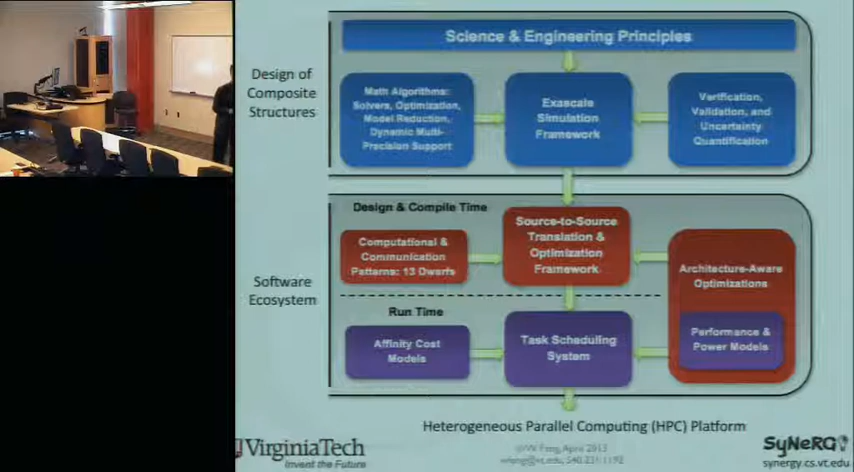 Science & Engineering Principles
Design of
Composite
Structures
Math Algorithms:
Solvers, Optimization,
Model Reduction,
Dynamic Multi-
Precision Support
Exascale
Simulation
Framework
Verification,
Validation, and
Uncertainty
Quantification
Design & Compile Time
Software
Ecosystem
Computational &
Communication
Patterns: 13 Dwarfs
Source-to-Source
Translation &
Optimization
Framework
Architecture-Aware
Optimizations
Run Time
Affinity Cost
Models
Task Scheduling
System
Performance &
Power Models
Heterogeneous Parallel Computing (HPC) Platform
VirginiaTech
Invent the Future
Feng, April 2013
SyNeRGy
synergy.cs.vt.edu